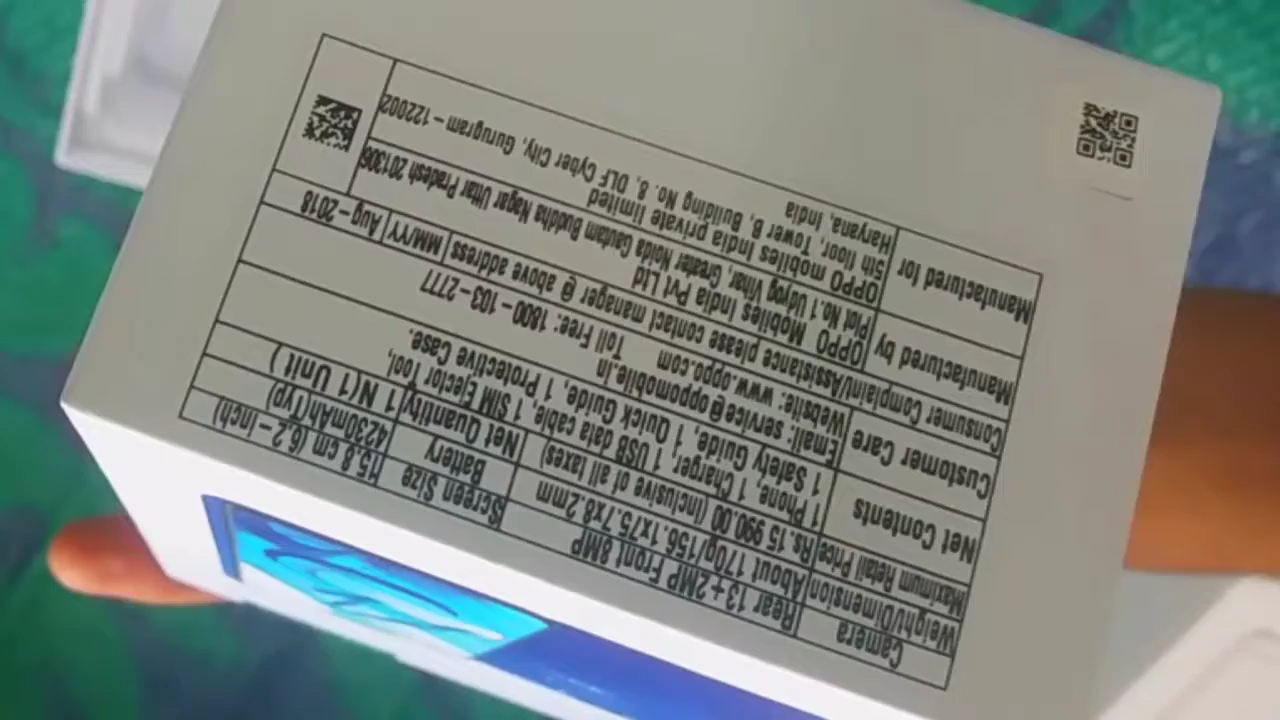 Camera Rear 13+2MP Front 8MP Screen Size 15.8 cm (6.2 – inch)
Weight/Dimension About 170g/156.1x75.7x8.2mm Battery 4230mAh(Typ)
Maximum Retail Price Rs. 15 990.00 (Inclusive of all taxes) Net Quantity 1 N(1 Unit)
Net Contents 1 Phone, 1 Charger, 1 USB data cable, 1 SIM Ejector Tool,
1 Safety Guide, 1 Quick Guide, 1 Protective Case.
Customer Care Email: service@oppomobile.in Toll Free: 1800 – 103 – 2777
Website: www.oppo.com
Consumer Complaint/Assistance please contact manager @ above address MM/YY Aug – 2018
Manufactured by OPPO Mobiles India Pvt Ltd
Plot No.1 Udyog Vihar, Greater Noida Gautam Buddha Nagar Uttar Pradesh 201306
Manufactured for OPPO mobiles India private limited
5th floor, Tower B, Building No. 8, DLF Cyber City, Gurugram – 122002
Haryana, India